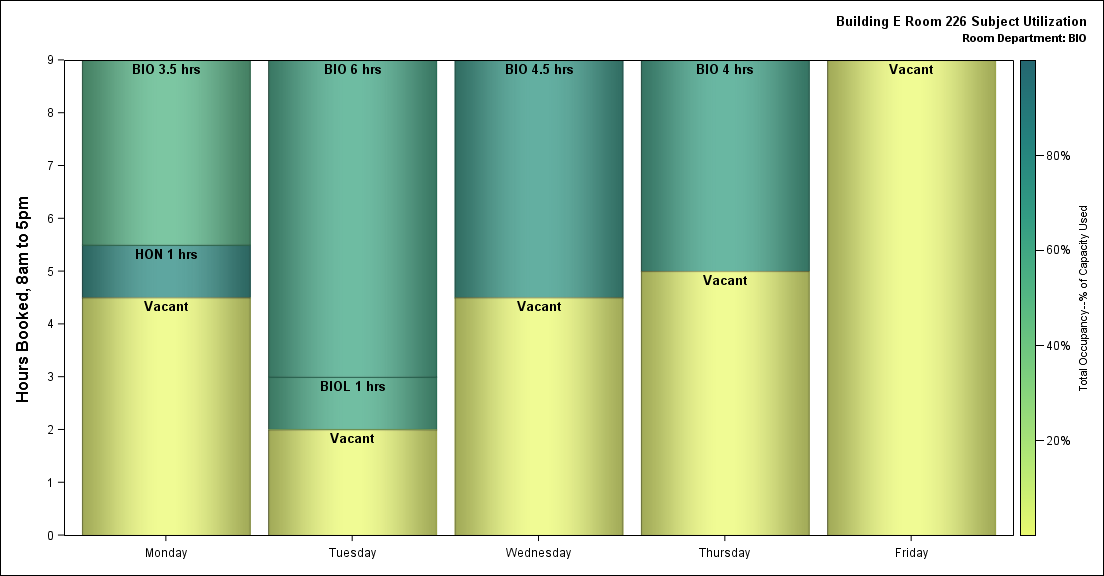 Building E Room 226 Subject Utilization
Room Department: BIO
Hours Booked, 8am to 5pm
9
8
7
6
5
4
3
2
1
0
BIO 3.5 hrs
HON 1 hrs
Vacant
BIO 6 hrs
BIOL 1 hrs
Vacant
BIO 4.5 hrs
Vacant
BIO 4 hrs
Vacant
Vacant
Monday
Tuesday
Wednesday
Thursday
Friday
80%
60%
40%
20%
Total Occupancy--% of Capacity Used